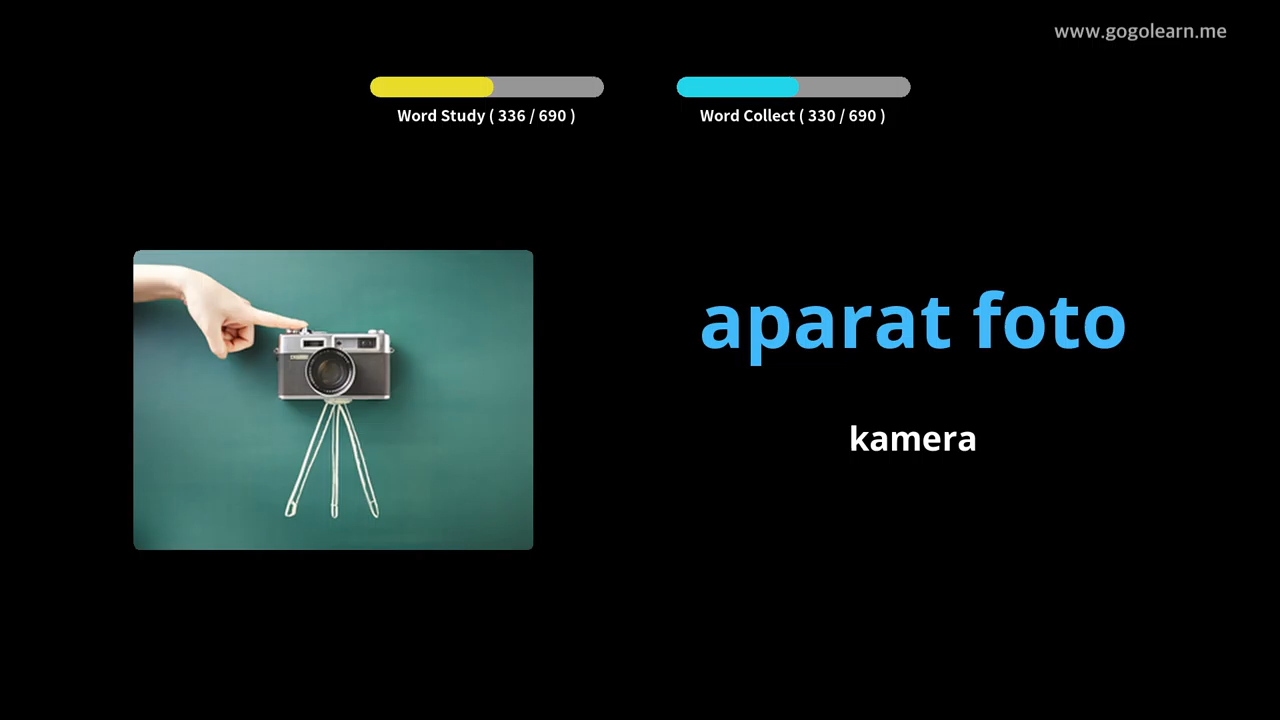 www.gogolearn.me
Word Study ( 336 / 690 )
Word Collect ( 330 / 690 )
aparat foto
kamera